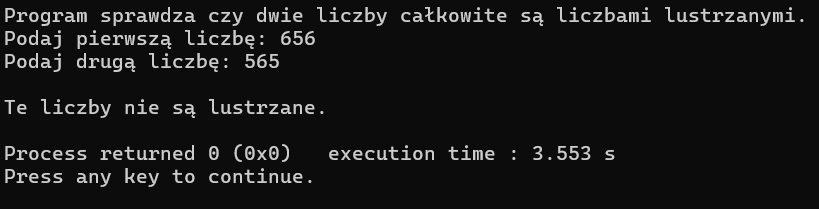 Program sprawdza czy dwie liczby całkowite są liczbami lustrzanymi.
Podaj pierwszą liczbę: 656
Podaj drugą liczbę: 565
Te liczby nie są lustrzane.
Process returned 0 (0x0)   execution time : 3.553 s
Press any key to continue.